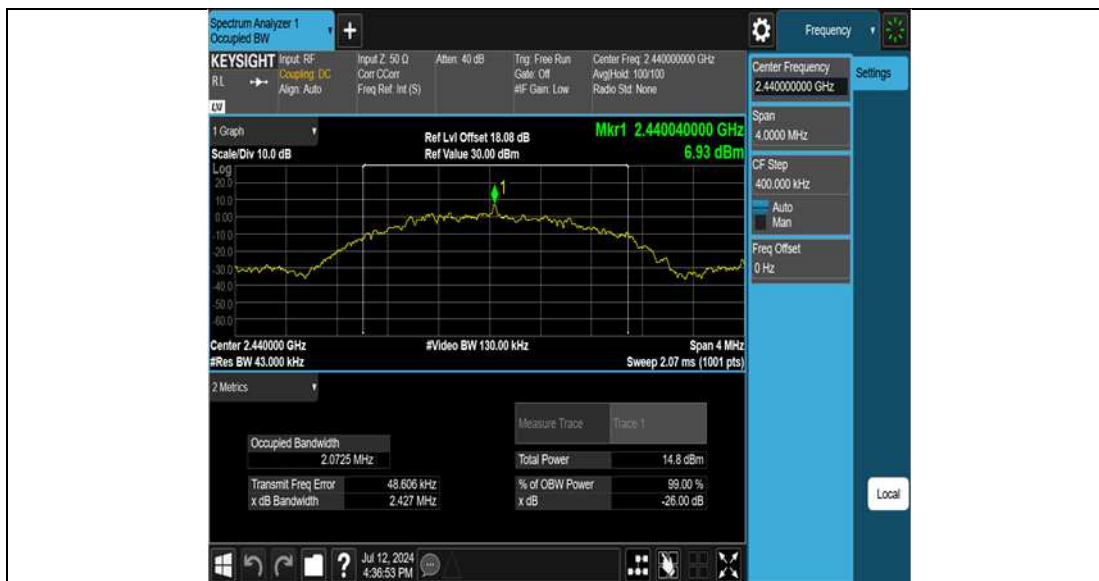 Spectrum Analyzer 1
Occupied BW
+
Frequency
KEYSIGHT
RL
LXI
Input: RF
Coupling: DC
Align: Auto
Input Z: 50 Ω
Corr CCorr
Freq Ref: Int (S)
Atten: 40 dB
Trig: Free Run
Gate: Off
#IF Gain: Low
Center Freq: 2.440000000 GHz
Avg|Hold: 100/100
Radio Std: None
Center Frequency
2.440000000 GHz
Settings
Span
4.0000 MHz
CF Step
400.000 kHz
Auto
Man
Freq Offset
0 Hz
1 Graph
Scale/Div 10.0 dB
Ref Lvl Offset 18.08 dB
Ref Value 30.00 dBm
Mkr1 2.440040000 GHz
6.93 dBm
Log
20.0
10.0
0.00
-10.0
-20.0
-30.0
-40.0
-50.0
-60.0
1
Center 2.440000 GHz
#Res BW 43.000 kHz
#Video BW 130.00 kHz
Span 4 MHz
Sweep 2.07 ms (1001 pts)
2 Metrics
Measure Trace Trace 1
Occupied Bandwidth
2.0725 MHz
Total Power 14.8 dBm
Transmit Freq Error 48.606 kHz
% of OBW Power 99.00 %
x dB Bandwidth 2.427 MHz
x dB -26.00 dB
Local
?
Jul 12, 2024
4:36:53 PM